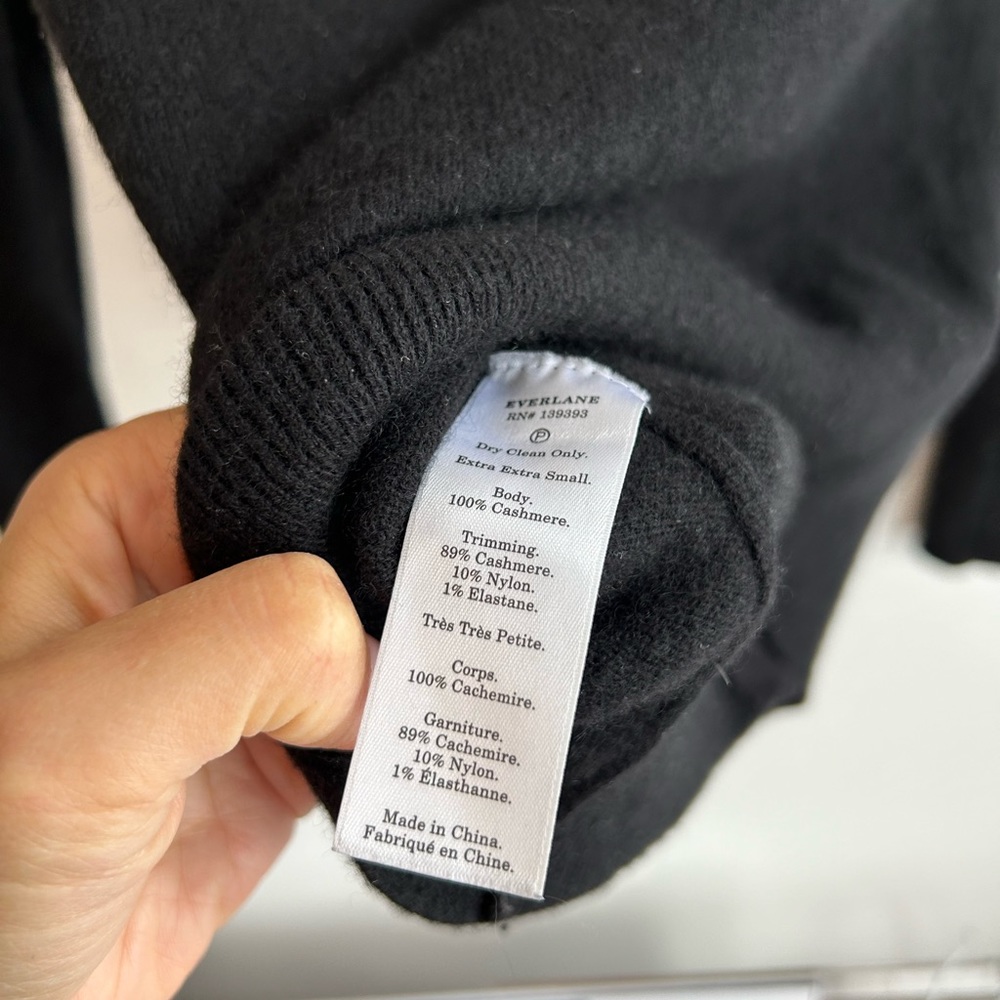 EVERLANE
RN# 139393
P
Dry Clean Only.
Extra Extra Small.
Body.
100% Cashmere.
Trimming.
89% Cashmere.
10% Nylon.
1% Elastane.
Très Très Petite.
Corps.
100% Cachemire.
Garniture.
89% Cachemire.
10% Nylon.
1% Élasthanne.
Made in China.
Fabriqué en Chine.